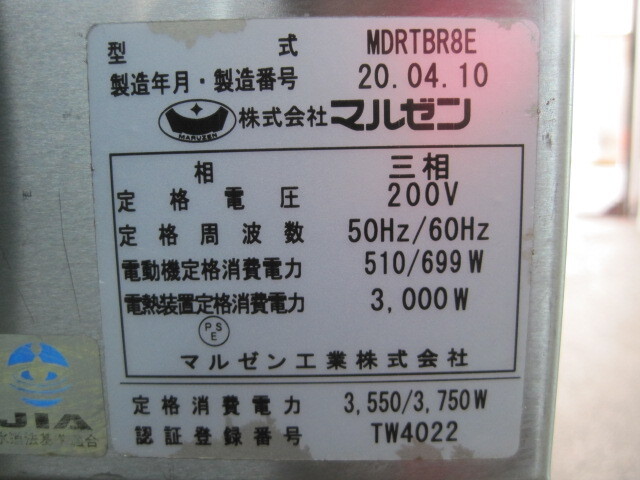 型式 MDRTBR8E
製造年月・製造番号 20.04.10
MARUZEN 株式会社マルゼン
相 三相
定格電圧 200V
定格周波数 50Hz/60Hz
電動機定格消費電力 510/699W
電熱装置定格消費電力 3,000W
PSE
マルゼン工業株式会社
定格消費電力 3,550/3,750W
認証登録番号 TW4022
JIA